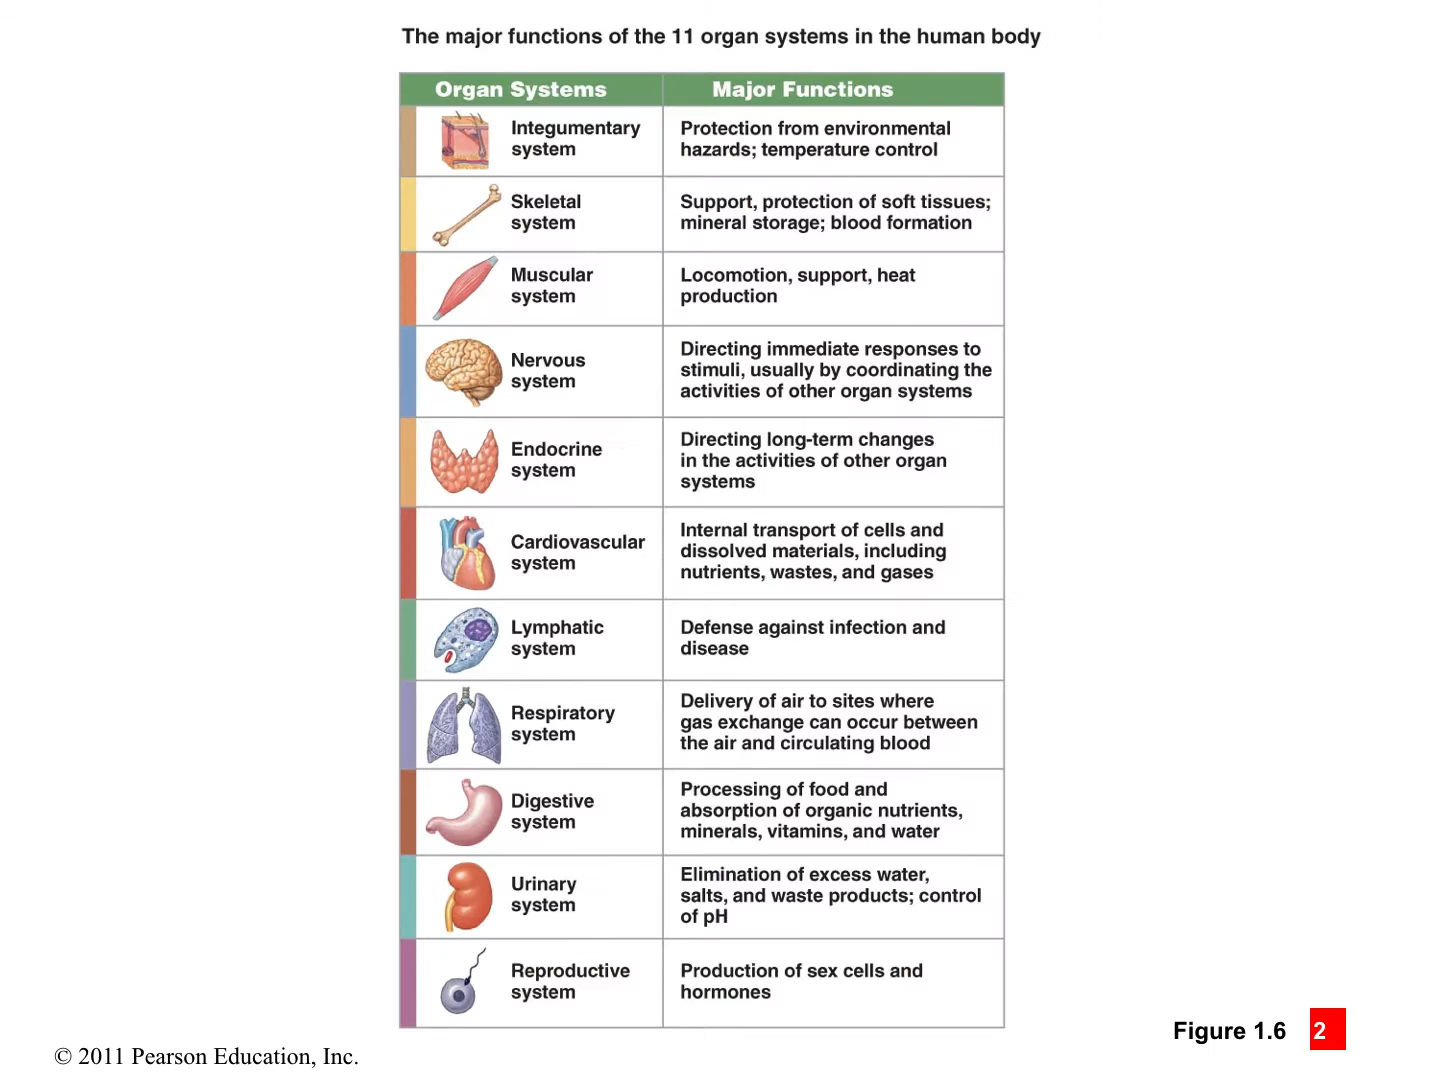 The major functions of the 11 organ systems in the human body
Organ Systems
Major Functions
Integumentary
system
Protection from environmental
hazards; temperature control
Skeletal
system
Support, protection of soft tissues;
mineral storage; blood formation
Muscular
system
Locomotion, support, heat
production
Nervous
system
Directing immediate responses to
stimuli, usually by coordinating the
activities of other organ systems
Endocrine
system
Directing long-term changes
in the activities of other organ
systems
Cardiovascular
system
Internal transport of cells and
dissolved materials, including
nutrients, wastes, and gases
Lymphatic
system
Defense against infection and
disease
Respiratory
system
Delivery of air to sites where
gas exchange can occur between
the air and circulating blood
Digestive
system
Processing of food and
absorption of organic nutrients,
minerals, vitamins, and water
Urinary
system
Elimination of excess water,
salts, and waste products; control
of pH
Reproductive
system
Production of sex cells and
hormones
Figure 1.6
2
© 2011 Pearson Education, Inc.